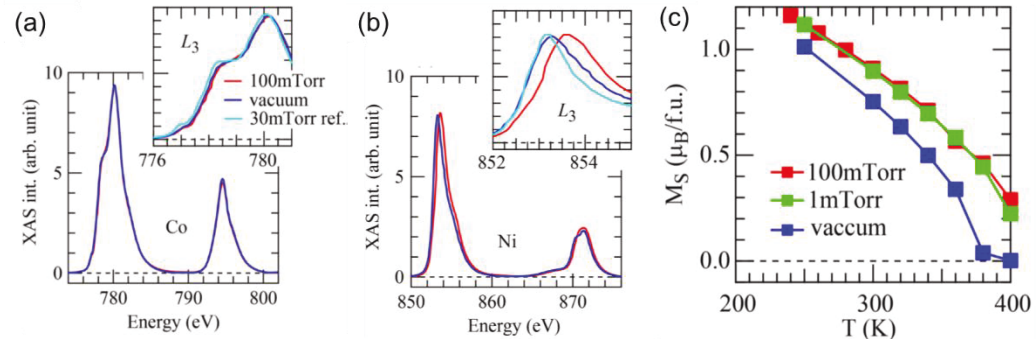 (a)
L3
100mTorr
vacuum
30mTorr ref..
776
780
10
5
0
XAS int. (arb. unit)
Co
780
790
800
Energy (eV)
(b)
L3
852
854
10
5
0
XAS int. (arb. unit)
Ni
850
860
870
Energy (eV)
(c)
1.0
0.5
0.0
MS (μB/f.u.)
100mTorr
1mTorr
vaccum
200
300
400
T (K)